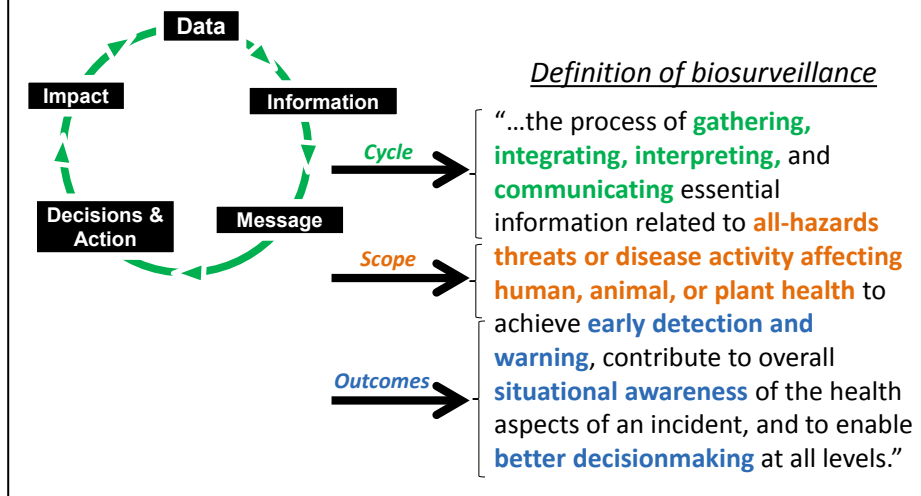 Data
Information
Message
Decisions &
Action
Impact
Cycle
Scope
Outcomes
Definition of biosurveillance
“…the process of gathering,
integrating, interpreting, and
communicating essential
information related to all-hazards
threats or disease activity affecting
human, animal, or plant health to
achieve early detection and
warning, contribute to overall
situational awareness of the health
aspects of an incident, and to enable
better decisionmaking at all levels.”